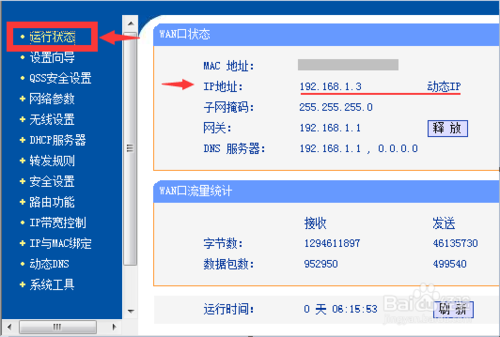 运行状态
设置向导
QSS安全设置
网络参数
无线设置
DHCP服务器
转发规则
安全设置
路由功能
IP带宽控制
IP与MAC绑定
动态DNS
系统工具
WAN口状态
MAC 地址:
IP地址: 192.168.1.3 动态IP
子网掩码: 255.255.255.0
网关: 192.168.1.1 释 放
DNS 服务器: 192.168.1.1 , 0.0.0.0
WAN口流量统计
接收 发送
字节数: 1294611897 46135730
数据包数: 952950 499540
运行时间: 0 天 06:15:53 刷 新